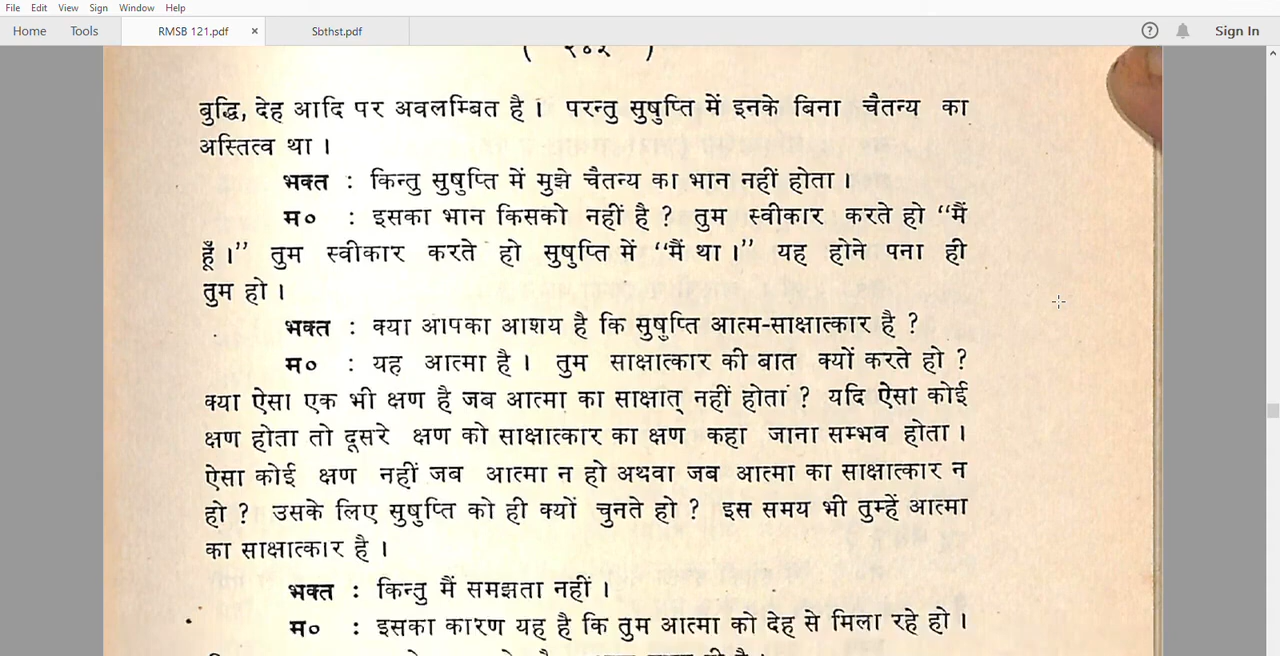 File Edit View Sign Window Help
Home Tools RMSB 121.pdf × Sbthst.pdf ? Sign In
बुद्धि, देह आदि पर अवलम्बित है । परन्तु सुषुप्ति में इनके बिना चैतन्य का
अस्तित्व था ।
भक्त : किन्तु सुषुप्ति में मुझे चैतन्य का भान नहीं होता ।
म० : इसका भान किसको नहीं है ? तुम स्वीकार करते हो “मैं
हूँ ।” तुम स्वीकार करते हो सुषुप्ति में “मैं था ।” यह होने पना ही
तुम हो ।
भक्त : क्या आपका आशय है कि सुषुप्ति आत्म-साक्षात्कार है ?
म० : यह आत्मा है । तुम साक्षात्कार की बात क्यों करते हो ?
क्या ऐसा एक भी क्षण है जब आत्मा का साक्षात् नहीं होता ? यदि ऐसा कोई
क्षण होता तो दूसरे क्षण को साक्षात्कार का क्षण कहा जाना सम्भव होता ।
ऐसा कोई क्षण नहीं जब आत्मा न हो अथवा जब आत्मा का साक्षात्कार न
हो ? उसके लिए सुषुप्ति को ही क्यों चुनते हो ? इस समय भी तुम्हें आत्मा
का साक्षात्कार है ।
भक्त : किन्तु मैं समझता नहीं ।
म० : इसका कारण यह है कि तुम आत्मा को देह से मिला रहे हो ।